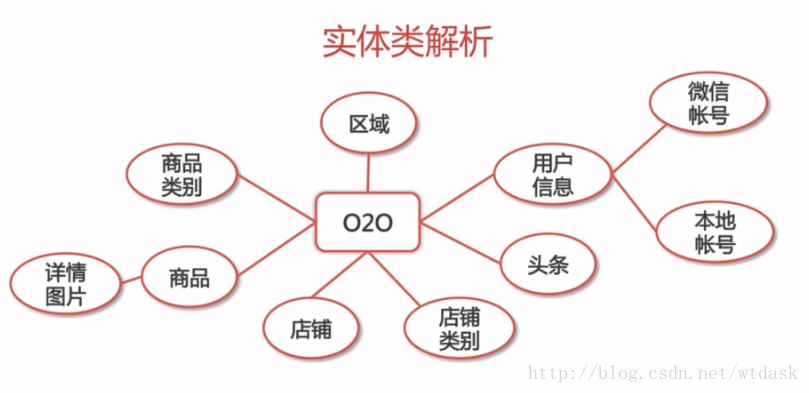 实体类解析
区域
微信
帐号
商品
类别
用户
信息
O2O
本地
帐号
详情
图片
商品
头条
店铺
店铺
类别
http://blog.csdn.net/wtdask